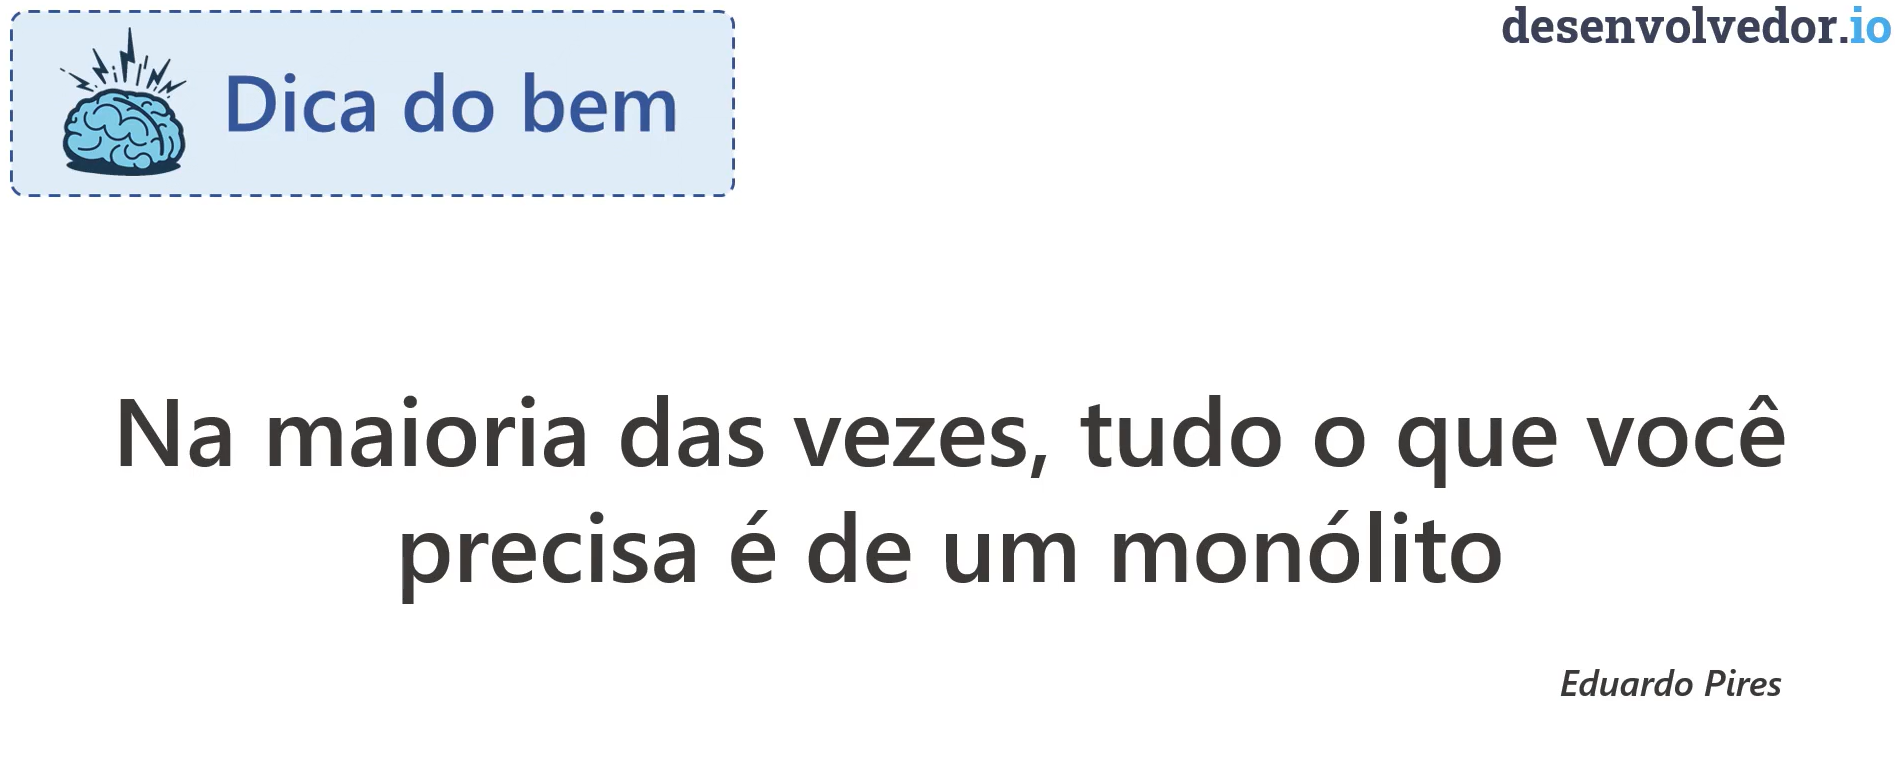 desenvolvedor.io
Dica do bem
Na maioria das vezes, tudo o que você
precisa é de um monólito
Eduardo Pires